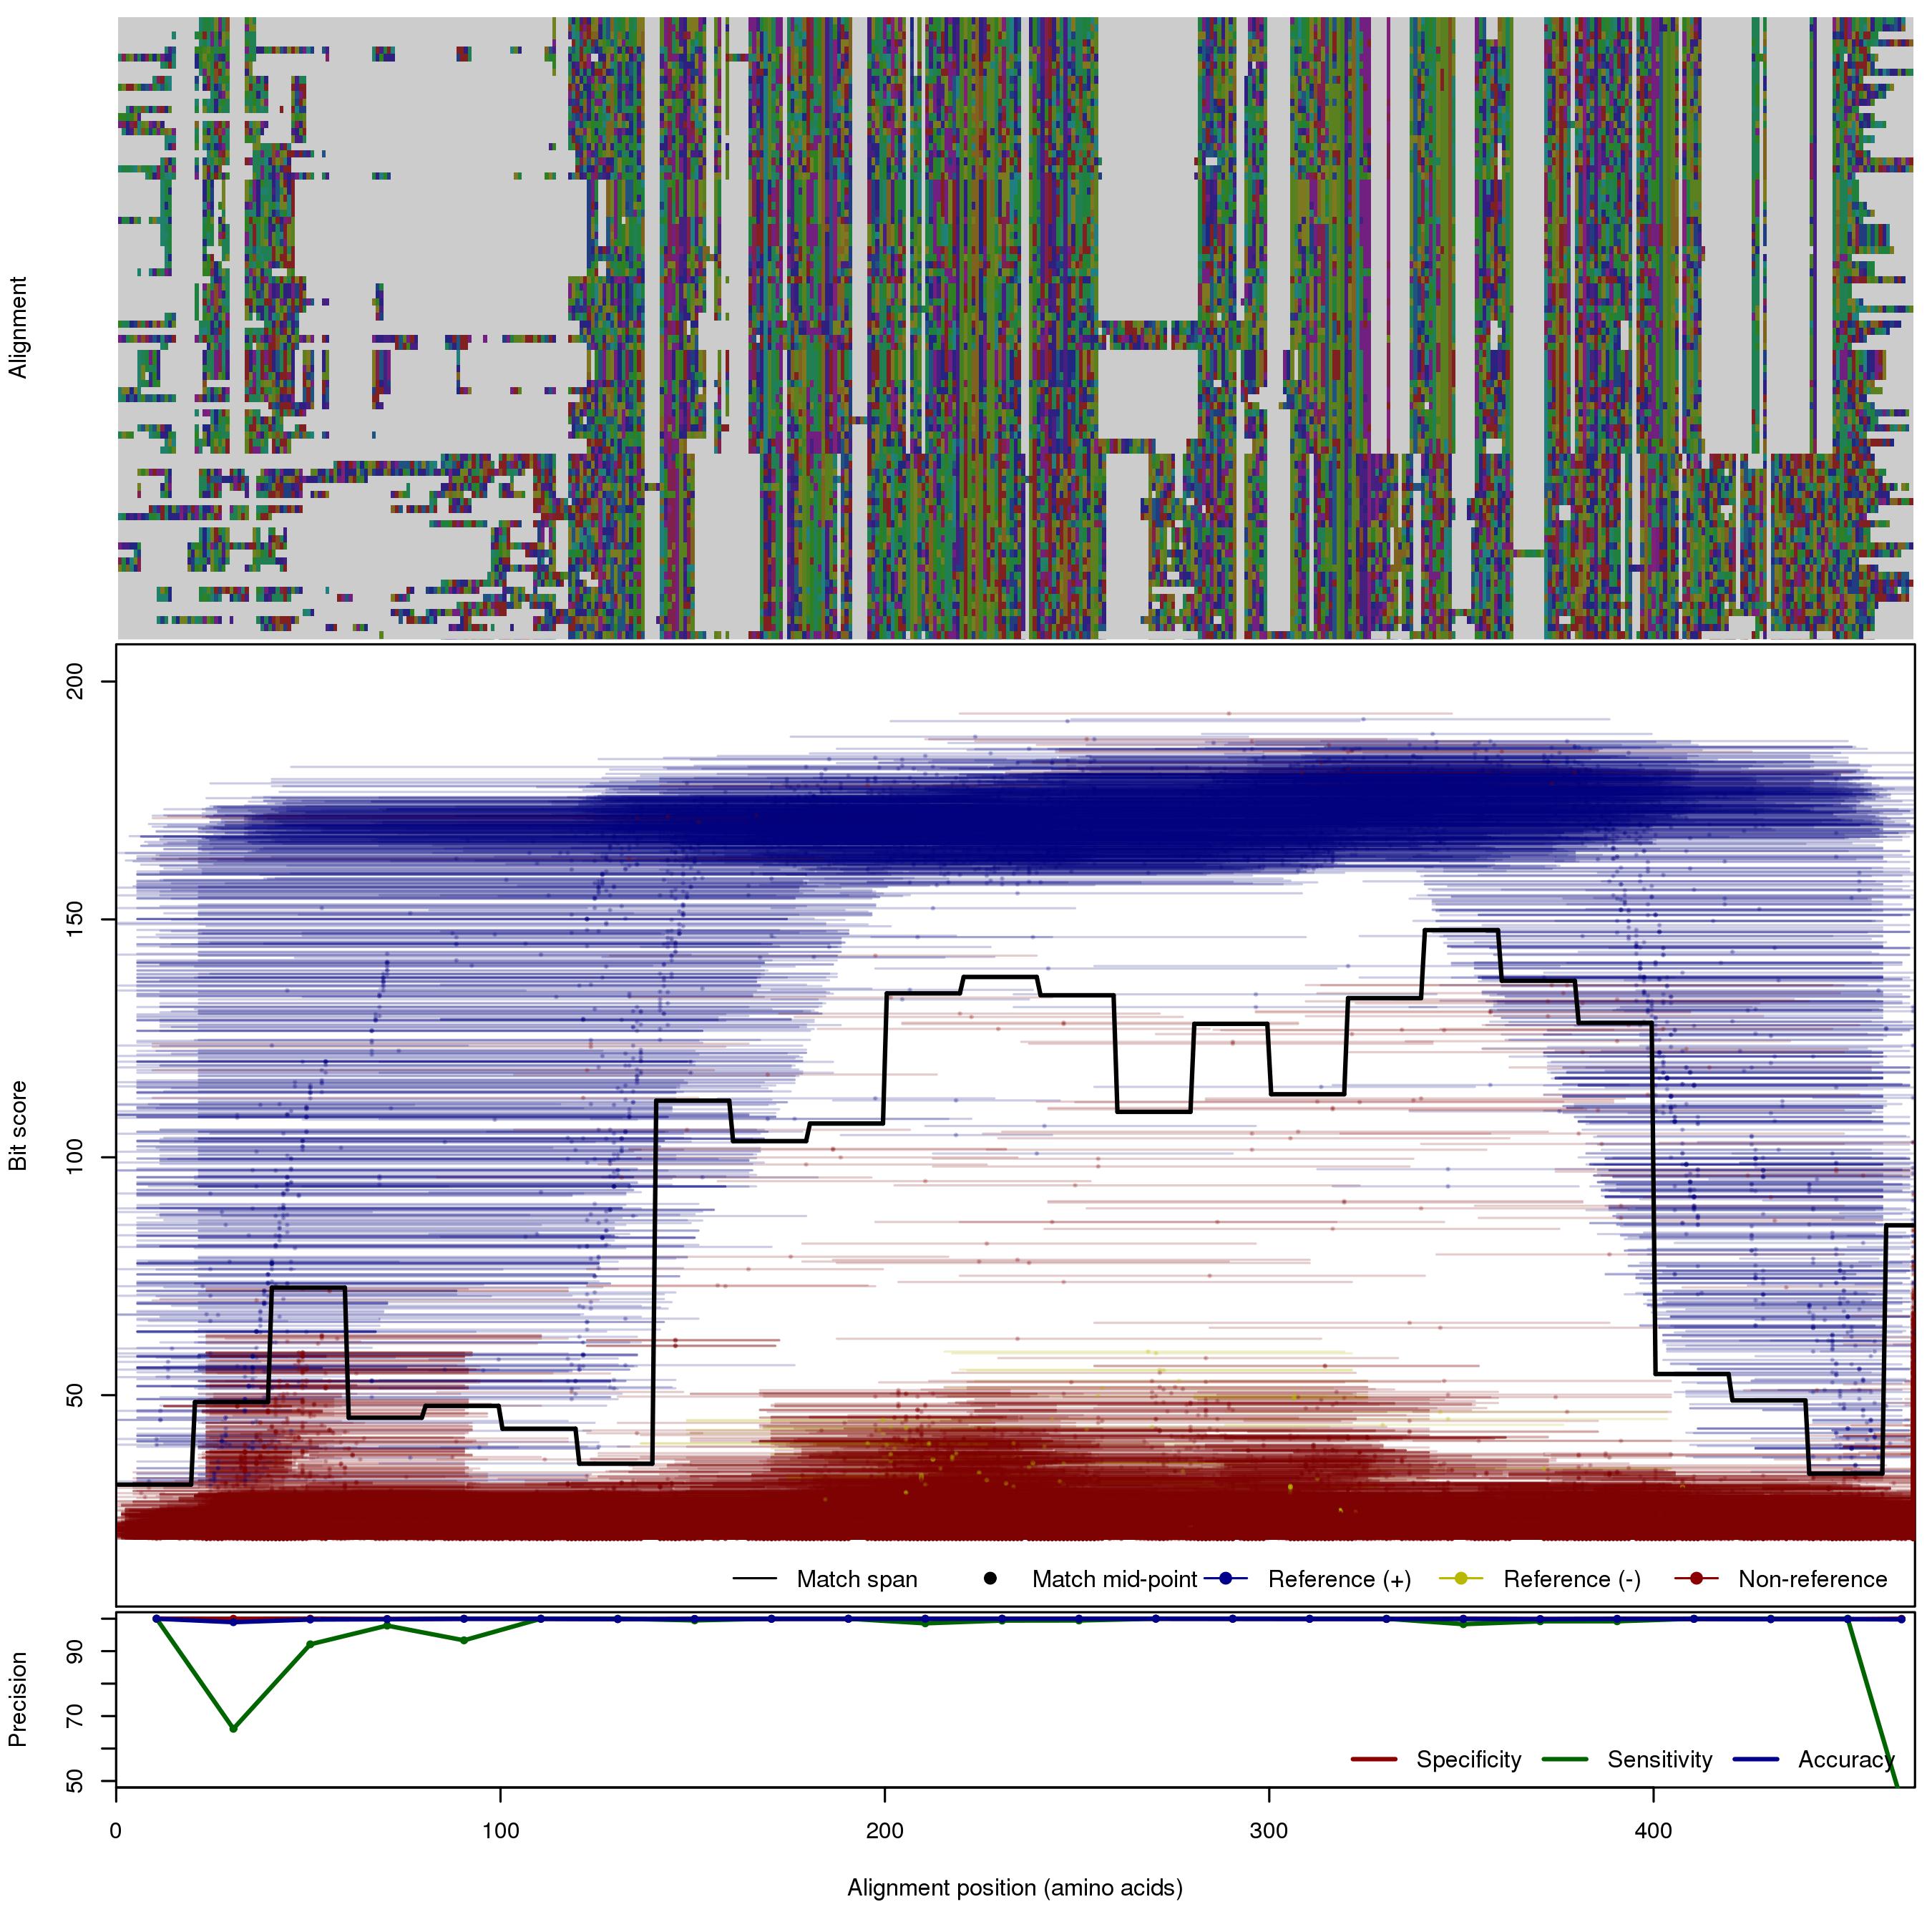 Alignment
200
150
100
50
Bit score
Match span Match mid-point Reference (+) Reference (-) Non-reference
90
70
50
Precision
Specificity Sensitivity Accuracy
0 100 200 300 400
Alignment position (amino acids)